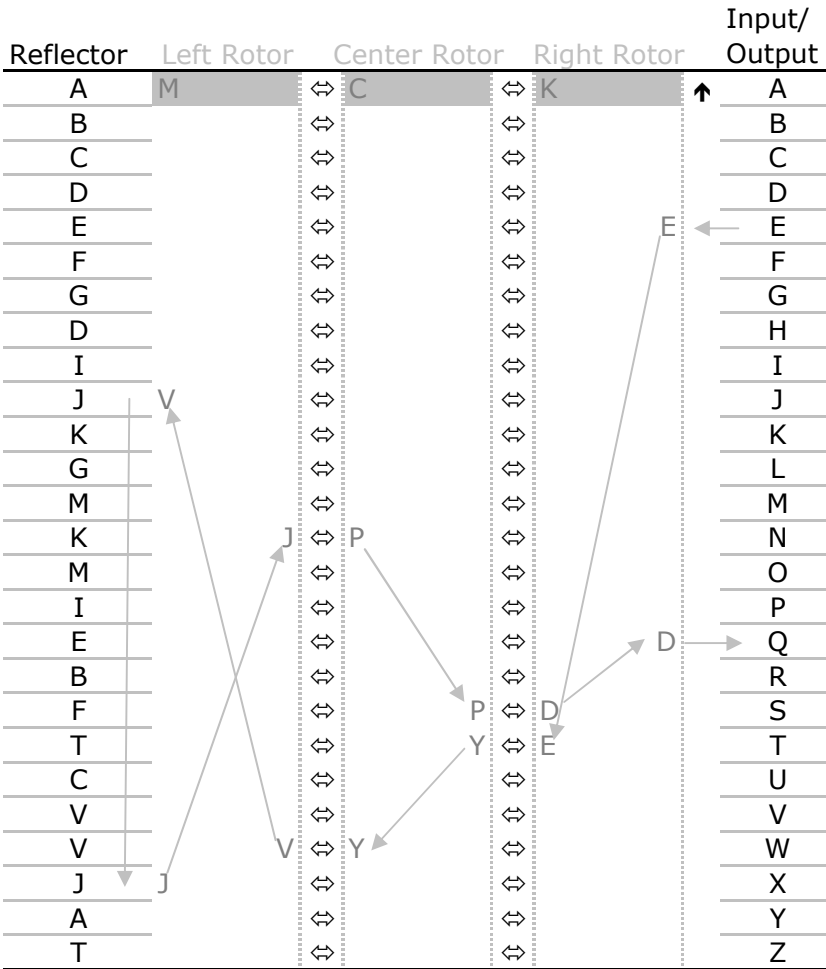 Input/
Reflector Left Rotor Center Rotor Right Rotor Output
A M ⇔ C ⇔ K ↑ A
B ⇔ ⇔ B
C ⇔ ⇔ C
D ⇔ ⇔ D
E ⇔ ⇔ E E
F ⇔ ⇔ F
G ⇔ ⇔ G
D ⇔ ⇔ H
I ⇔ ⇔ I
J V ⇔ ⇔ J
K ⇔ ⇔ K
G ⇔ ⇔ L
M ⇔ ⇔ M
K J ⇔ P ⇔ N
M ⇔ ⇔ O
I ⇔ ⇔ P
E ⇔ ⇔ D Q
B ⇔ ⇔ R
F ⇔ P ⇔ D S
T ⇔ Y ⇔ E T
C ⇔ ⇔ U
V ⇔ ⇔ V
V V ⇔ Y ⇔ W
J J ⇔ ⇔ X
A ⇔ ⇔ Y
T ⇔ ⇔ Z